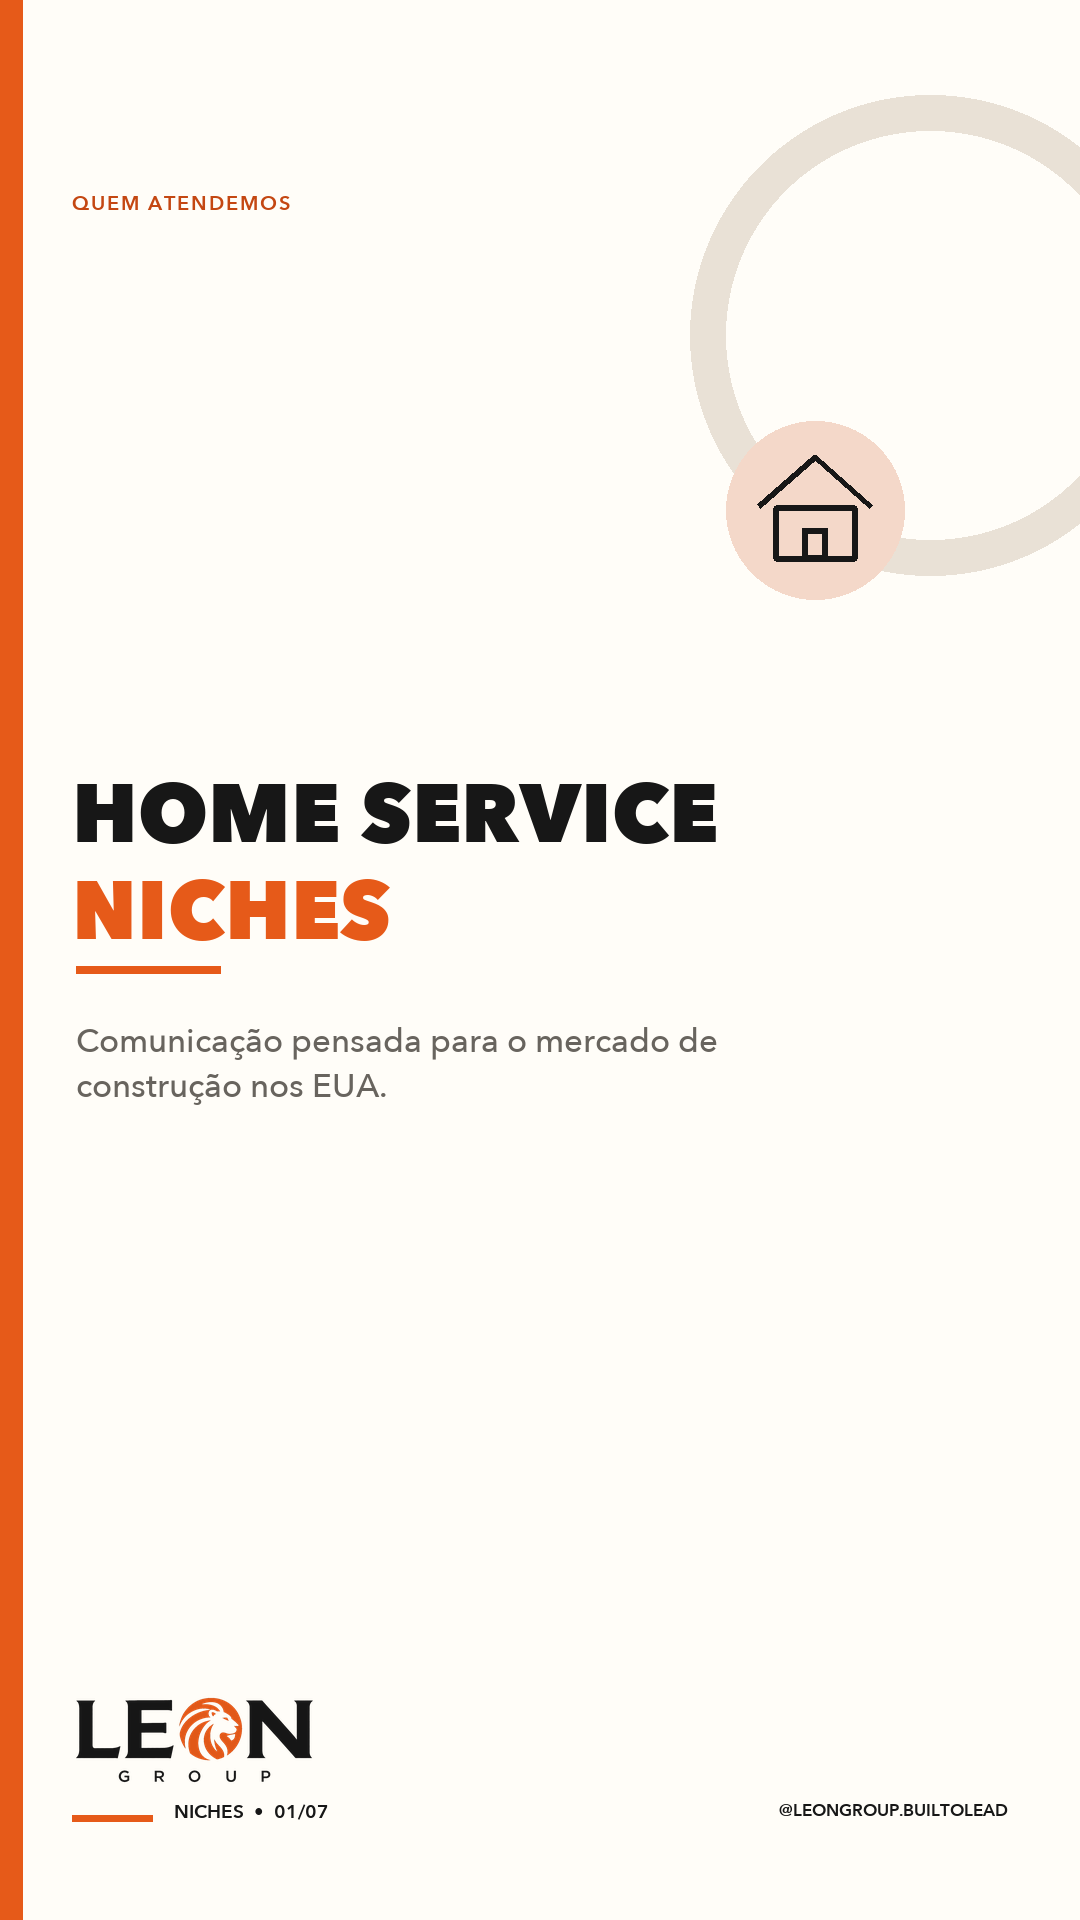 QUEM ATENDEMOS
HOME SERVICE
NICHES
Comunicação pensada para o mercado de
construção nos EUA.
LEON
GROUP
NICHES • 01/07
@LEONGROUP.BUILTOLEAD